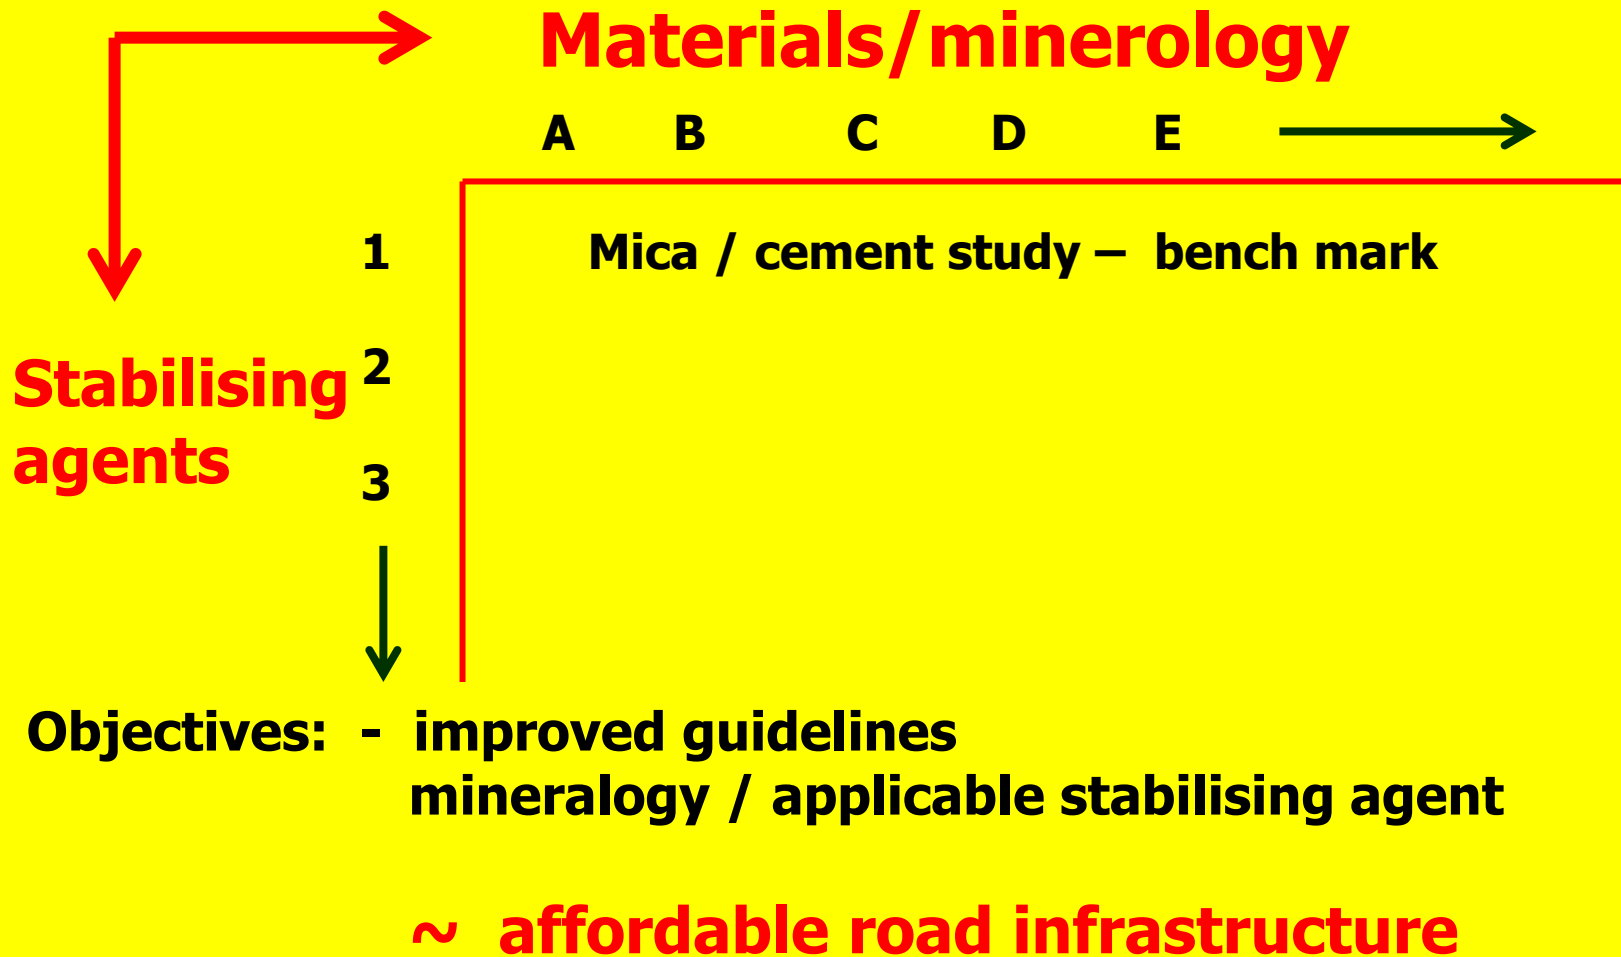 Materials/minerology
A B C D E
1 Mica / cement study – bench mark
Stabilising 2
agents
3
Objectives: - improved guidelines
mineralogy / applicable stabilising agent
~ affordable road infrastructure